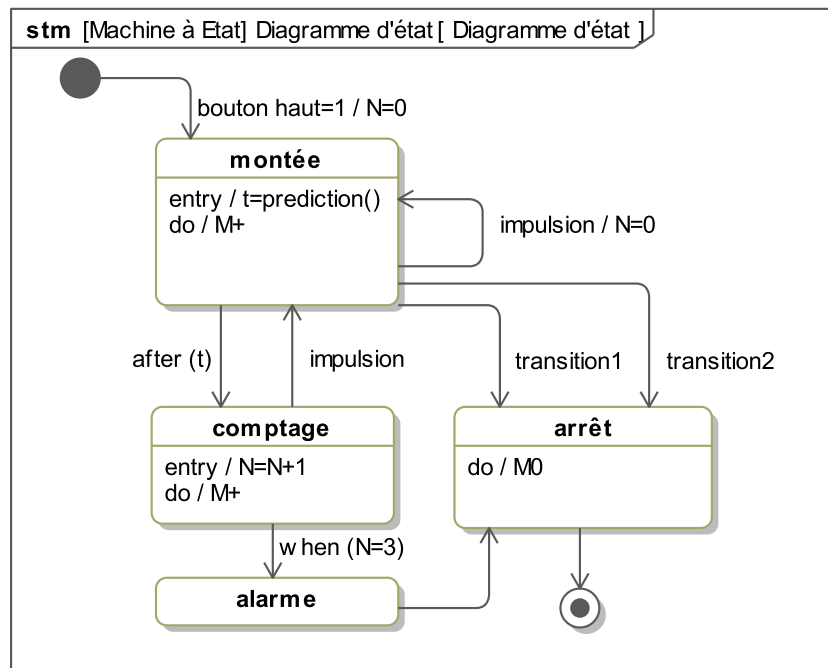 stm [Machine à Etat] Diagramme d'état [ Diagramme d'état ]
bouton haut=1 / N=0
montée
entry / t=prediction()
do / M+
impulsion / N=0
after (t)
impulsion
transition1
transition2
comptage
entry / N=N+1
do / M+
arrêt
do / M0
when (N=3)
alarme